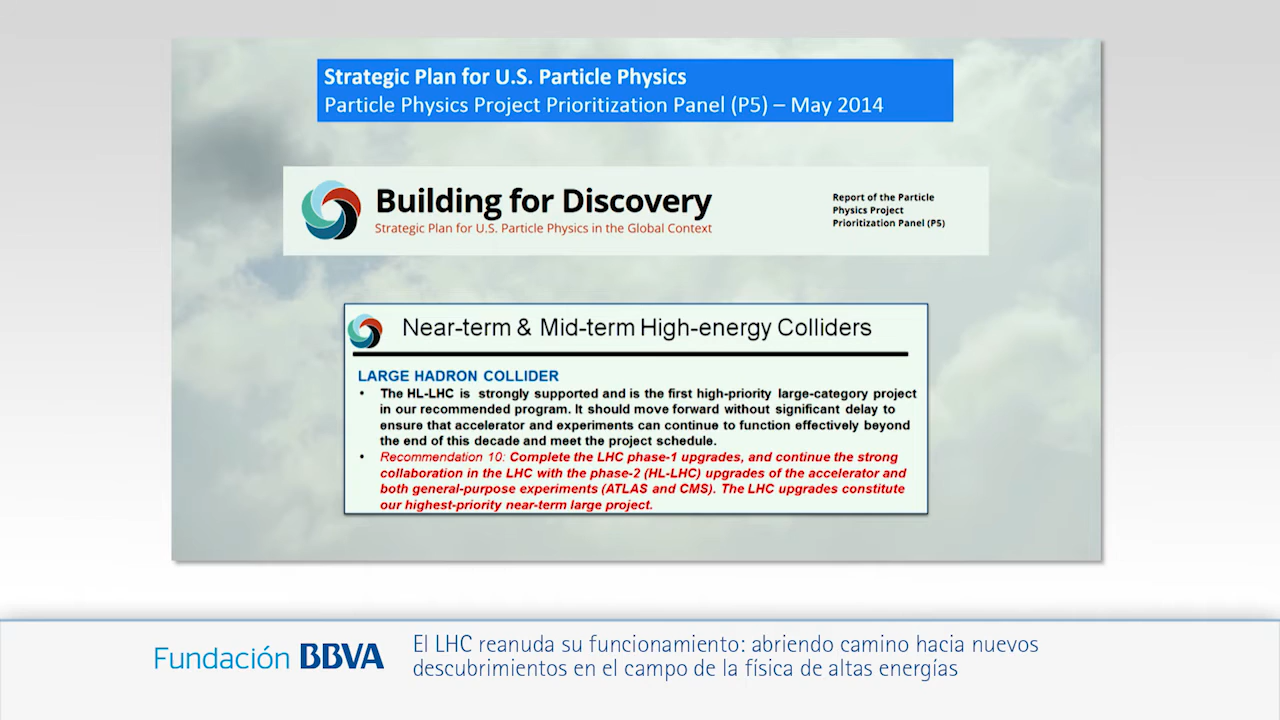 Strategic Plan for U.S. Particle Physics
Particle Physics Project Prioritization Panel (P5) – May 2014
Building for Discovery
Strategic Plan for U.S. Particle Physics in the Global Context
Report of the Particle
Physics Project
Prioritization Panel (P5)
Near-term & Mid-term High-energy Colliders
LARGE HADRON COLLIDER
• The HL-LHC is strongly supported and is the first high-priority large-category project
in our recommended program. It should move forward without significant delay to
ensure that accelerator and experiments can continue to function effectively beyond
the end of this decade and meet the project schedule.
• Recommendation 10: Complete the LHC phase-1 upgrades, and continue the strong
collaboration in the LHC with the phase-2 (HL-LHC) upgrades of the accelerator and
both general-purpose experiments (ATLAS and CMS). The LHC upgrades constitute
our highest-priority near-term large project.
Fundación BBVA
El LHC reanuda su funcionamiento: abriendo camino hacia nuevos
descubrimientos en el campo de la física de altas energías